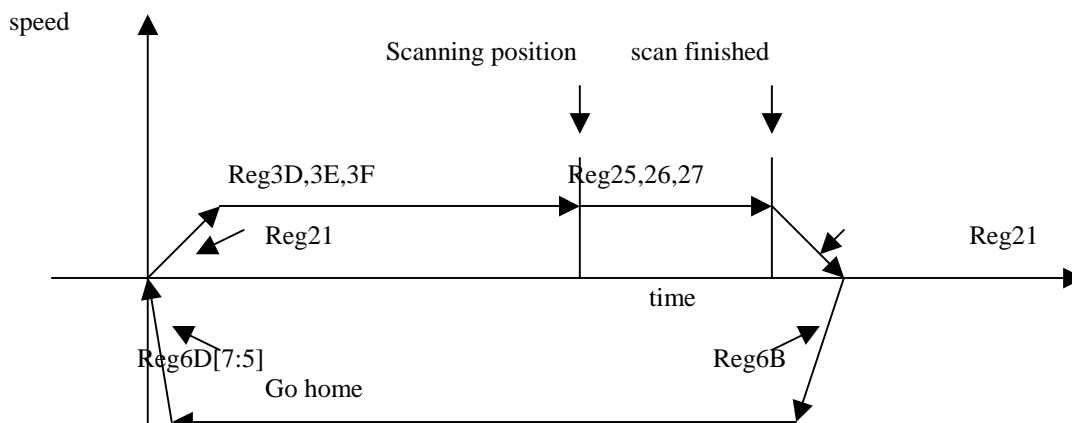 speed
Scanning position scan finished
Reg3D,3E,3F Reg25,26,27
Reg21 Reg21
time
Reg6D[7:5] Reg6B
Go home